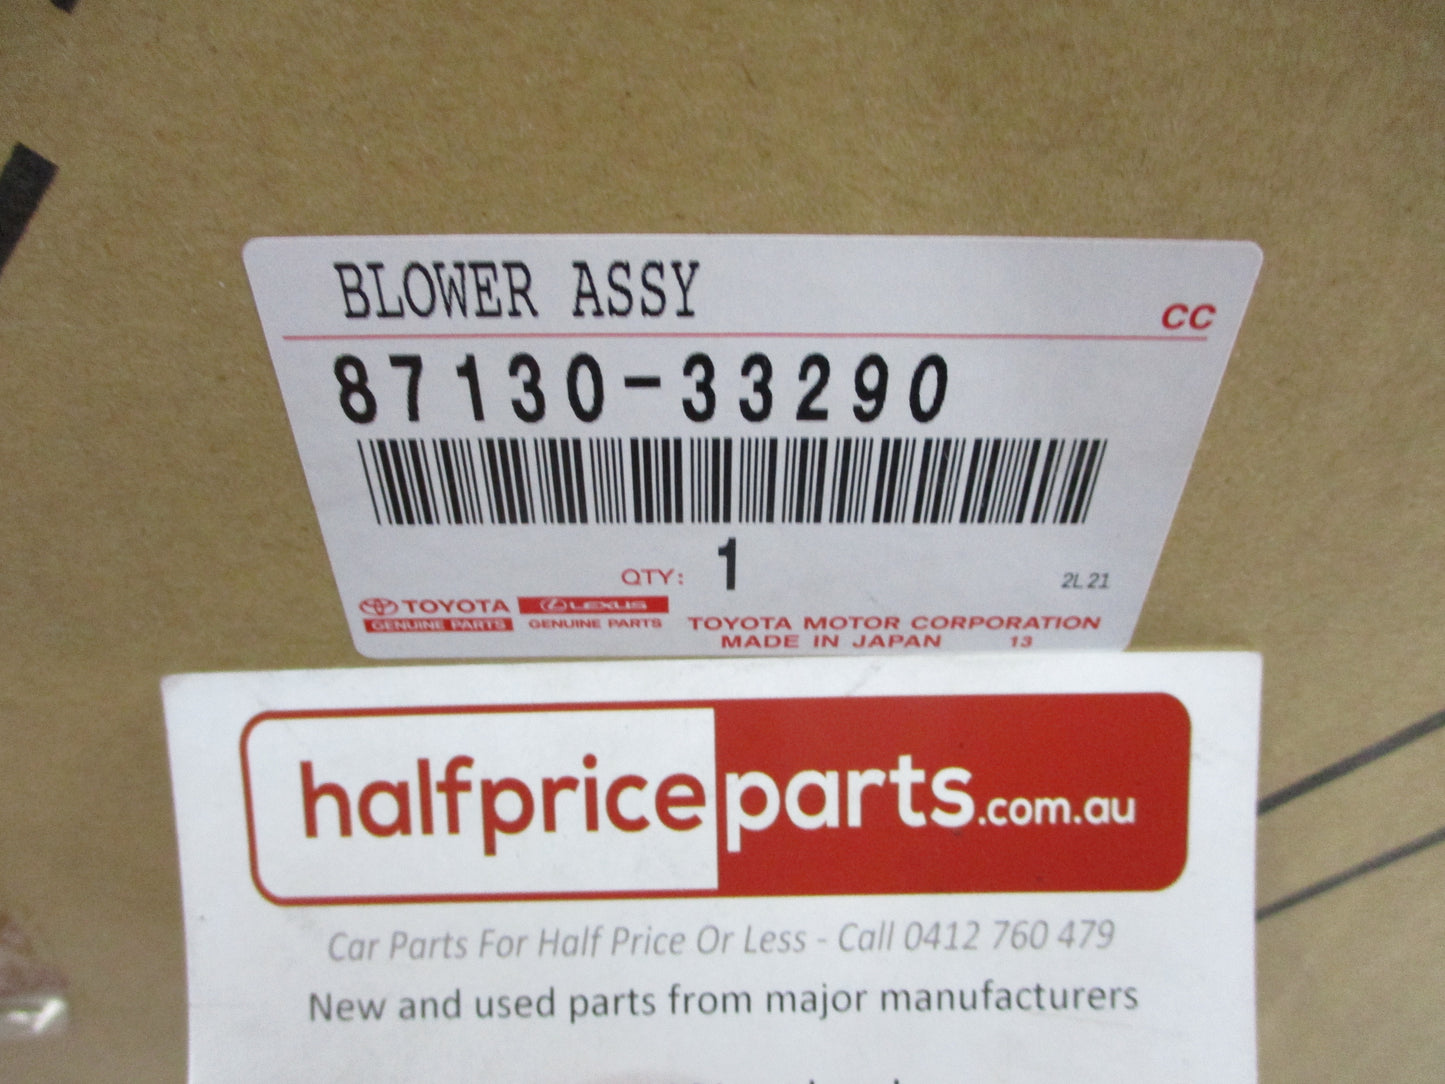 BLOWER ASSY
CC
87130-33290
QTY: 1
2L 21
TOYOTA
GENUINE PARTS
LEXUS
GENUINE PARTS
TOYOTA MOTOR CORPORATION
MADE IN JAPAN 13
halfpriceparts.com.au
Car Parts For Half Price Or Less - Call 0412 760 479
New and used parts from major manufacturers